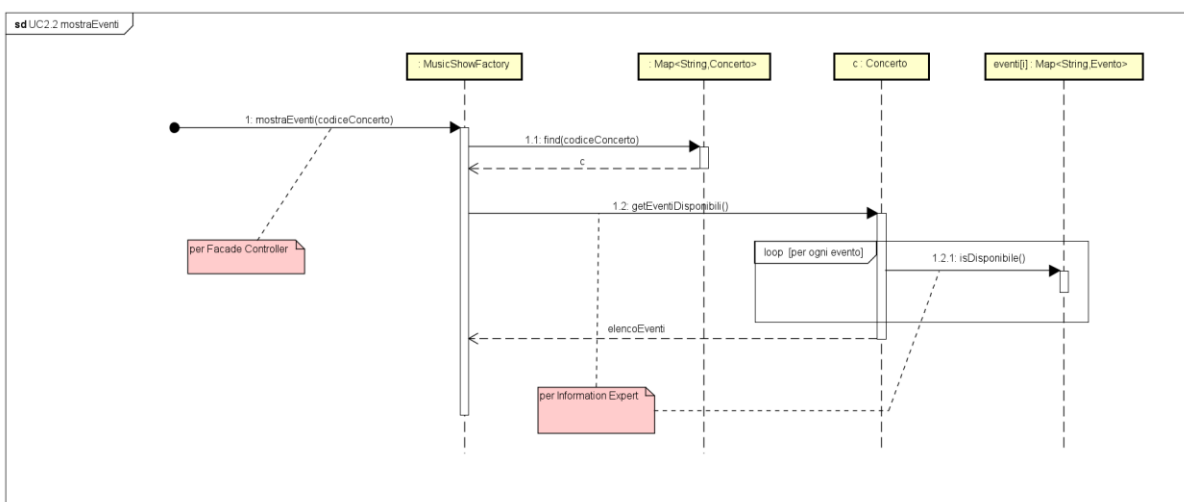 sd UC2.2 mostraEventi
: MusicShowFactory
: Map<String,Concerto>
c : Concerto
eventi[i] : Map<String,Evento>
1: mostraEventi(codiceConcerto)
1.1: find(codiceConcerto)
c
1.2: getEventiDisponibili()
per Facade Controller
loop [per ogni evento]
1.2.1: isDisponibile()
elencoEventi
per Information Expert